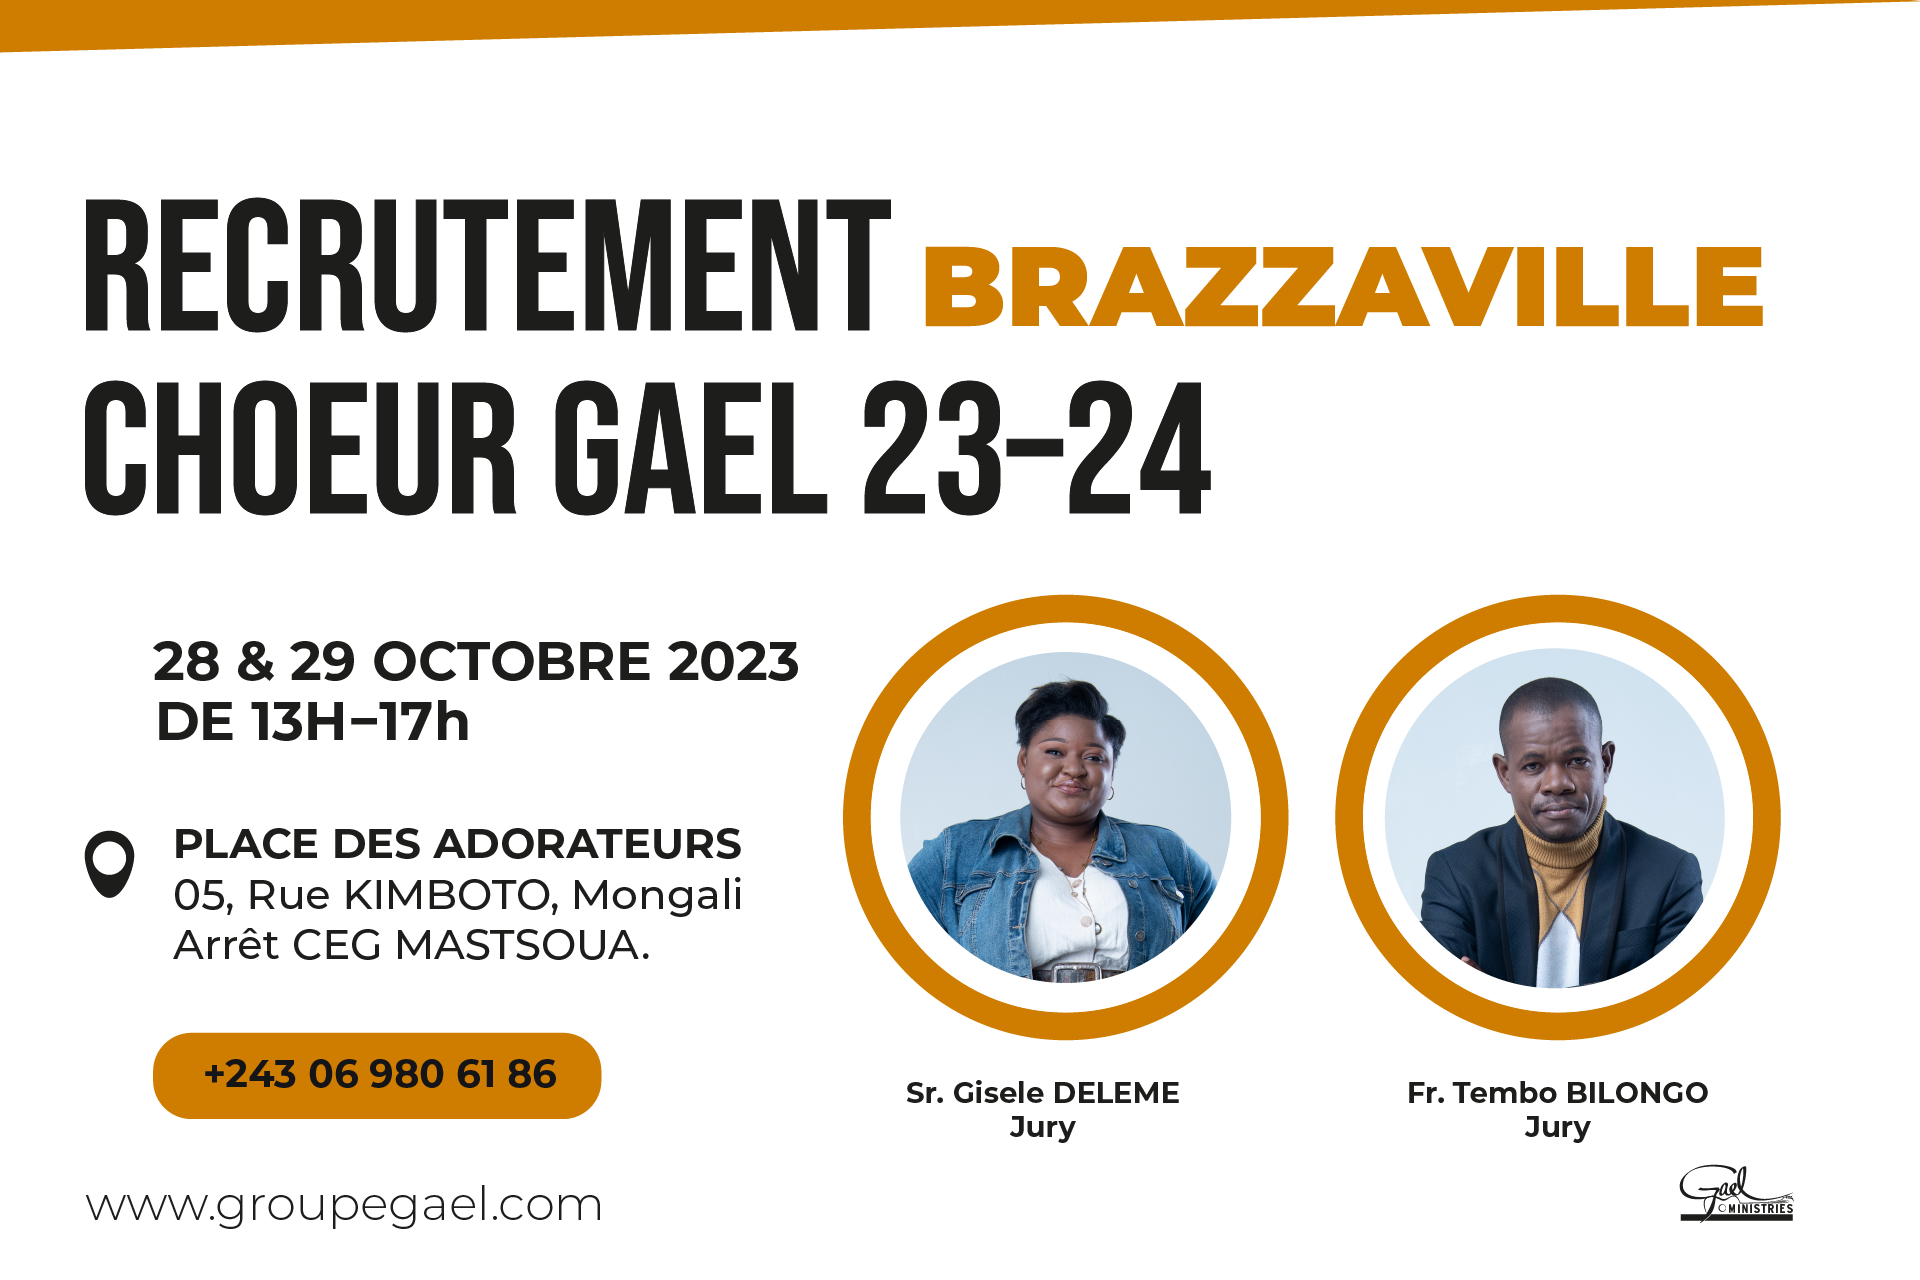 RECRUTEMENT BRAZZAVILLE
CHOEUR GAEL 23–24
28 & 29 OCTOBRE 2023
DE 13H–17h
PLACE DES ADORATEURS
05, Rue KIMBOTO, Mongali
Arrêt CEG MASTSOUA.
+243 06 980 61 86
www.groupegael.com
Sr. Gisele DELEME
Jury
Fr. Tembo BILONGO
Jury
Gael
MINISTRIES